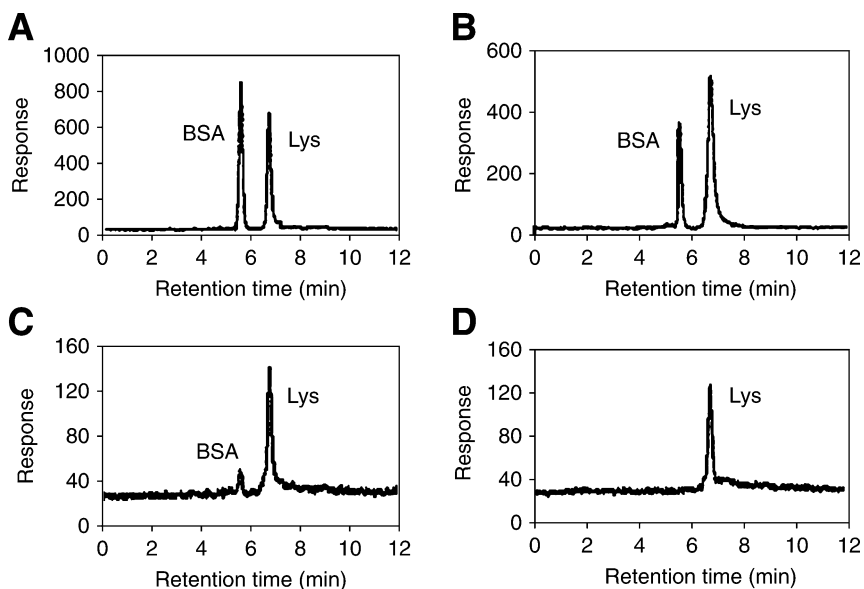 A
1000
800
600
400
200
0
Response
BSA
Lys
0 2 4 6 8 10 12
Retention time (min)
B
600
400
200
0
Response
BSA
Lys
0 2 4 6 8 10 12
Retention time (min)
C
160
120
80
40
0
Response
BSA
Lys
0 2 4 6 8 10 12
Retention time (min)
D
160
120
80
40
0
Response
Lys
0 2 4 6 8 10 12
Retention time (min)